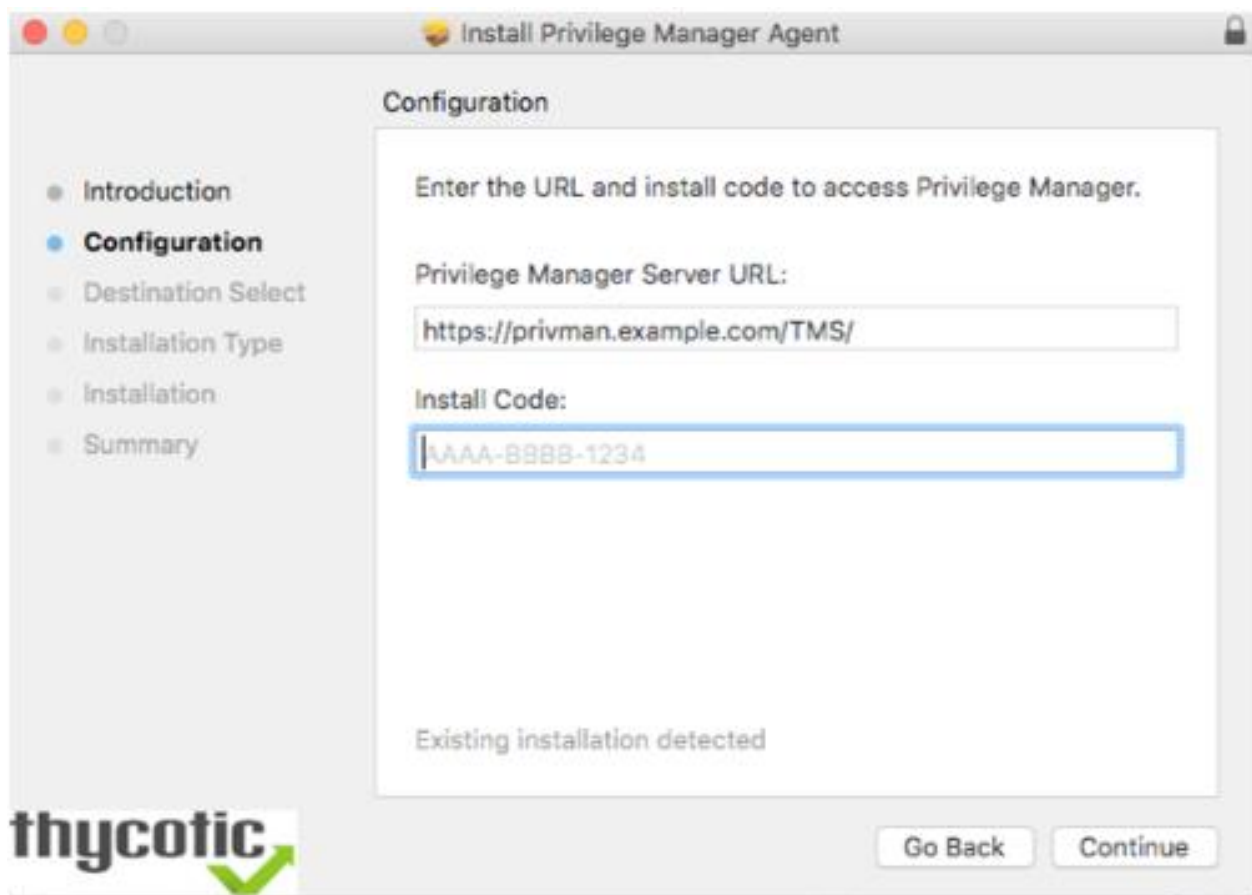 Install Privilege Manager Agent
Configuration
Introduction
Configuration
Destination Select
Installation Type
Installation
Summary
Enter the URL and install code to access Privilege Manager.
Privilege Manager Server URL:
https://privman.example.com/TMS/
Install Code:
AAAA-BBBB-1234
Existing installation detected
thycotic
Go Back
Continue